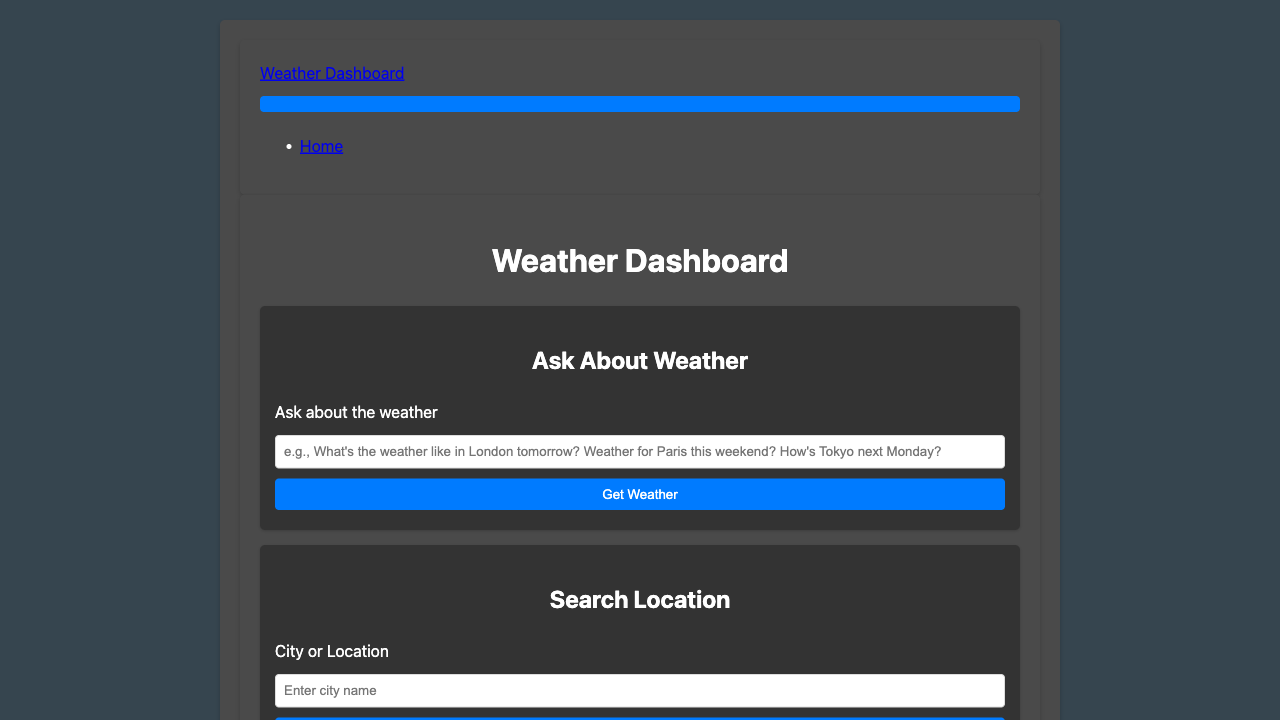 Weather Dashboard
Home
Weather Dashboard
Ask About Weather
Ask about the weather
e.g., What's the weather like in London tomorrow? Weather for Paris this weekend? How's Tokyo next Monday?
Get Weather
Search Location
City or Location
Enter city name